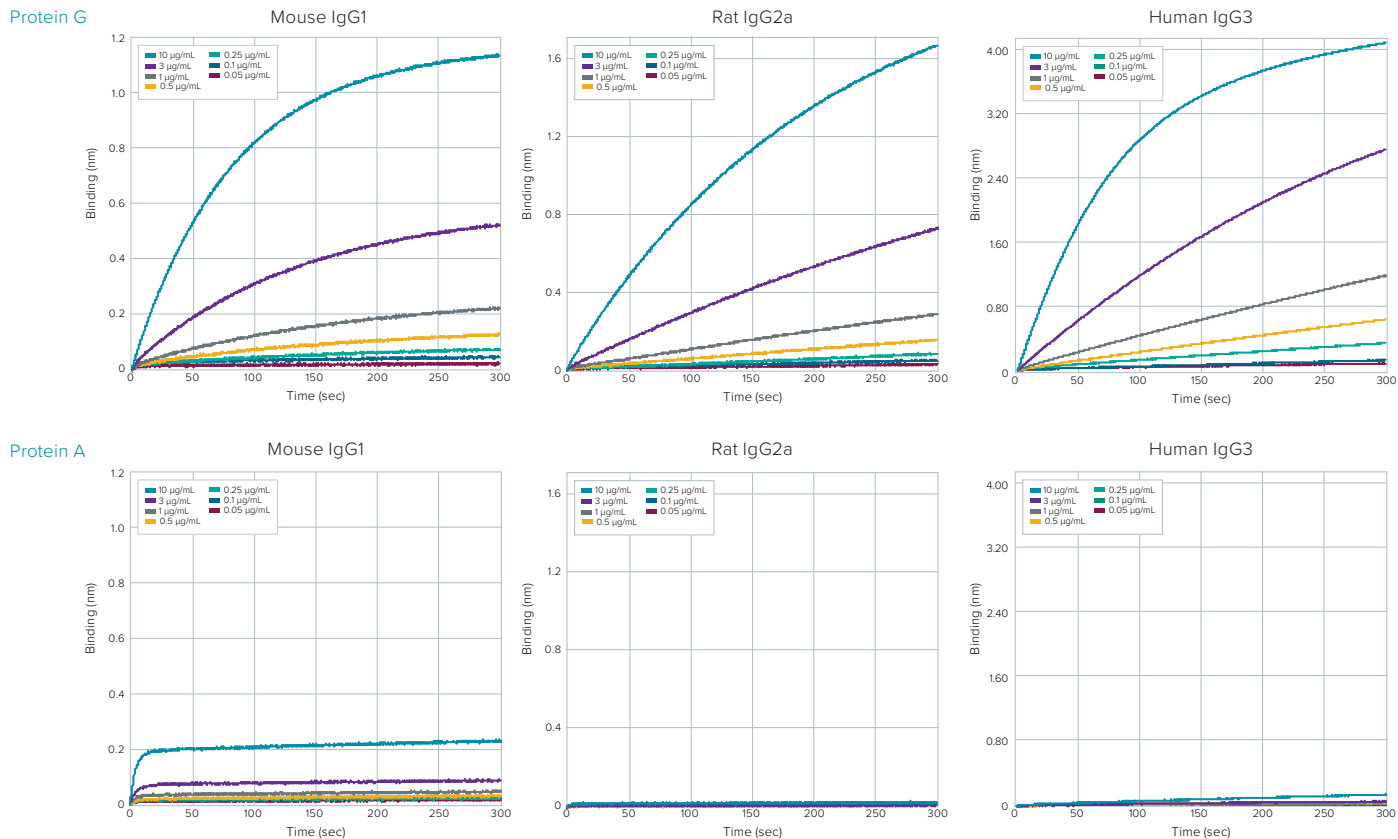 Protein G
Mouse IgG1
Rat IgG2a
Human IgG3
Binding (nm)
1.2
1.0
0.8
0.6
0.4
0.2
0
10 µg/mL
3 µg/mL
1 µg/mL
0.5 µg/mL
0.25 µg/mL
0.1 µg/mL
0.05 µg/mL
0 50 100 150 200 250 300
Time (sec)
Binding (nm)
1.6
1.2
0.8
0.4
0
10 µg/mL
3 µg/mL
1 µg/mL
0.5 µg/mL
0.25 µg/mL
0.1 µg/mL
0.05 µg/mL
0 50 100 150 200 250 300
Time (sec)
Binding (nm)
4.00
3.20
2.40
1.60
0.80
0
10 µg/mL
3 µg/mL
1 µg/mL
0.5 µg/mL
0.25 µg/mL
0.1 µg/mL
0.05 µg/mL
0 50 100 150 200 250 300
Time (sec)
Protein A
Mouse IgG1
Rat IgG2a
Human IgG3
Binding (nm)
1.2
1.0
0.8
0.6
0.4
0.2
0
10 µg/mL
3 µg/mL
1 µg/mL
0.5 µg/mL
0.25 µg/mL
0.1 µg/mL
0.05 µg/mL
0 50 100 150 200 250 300
Time (sec)
Binding (nm)
1.6
1.2
0.8
0.4
0
10 µg/mL
3 µg/mL
1 µg/mL
0.5 µg/mL
0.25 µg/mL
0.1 µg/mL
0.05 µg/mL
0 50 100 150 200 250 300
Time (sec)
Binding (nm)
4.00
3.20
2.40
1.60
0.80
0
10 µg/mL
3 µg/mL
1 µg/mL
0.5 µg/mL
0.25 µg/mL
0.1 µg/mL
0.05 µg/mL
0 50 100 150 200 250 300
Time (sec)